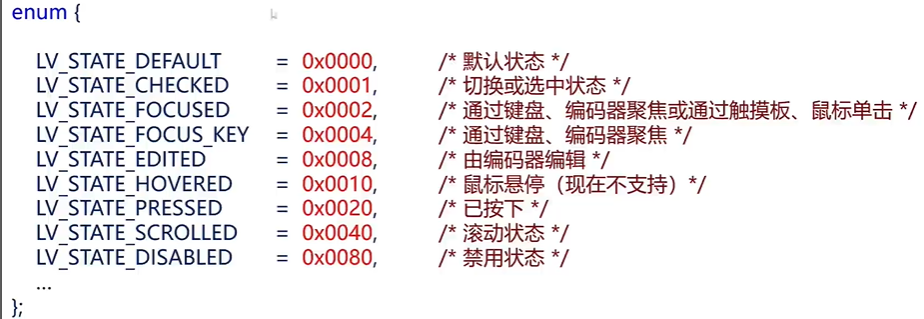 enum {
LV_STATE_DEFAULT = 0x0000, /* 默认状态 */
LV_STATE_CHECKED = 0x0001, /* 切换或选中状态 */
LV_STATE_FOCUSED = 0x0002, /* 通过键盘、编码器聚焦或通过触摸板、鼠标单击 */
LV_STATE_FOCUS_KEY = 0x0004, /* 通过键盘、编码器聚焦 */
LV_STATE_EDITED = 0x0008, /* 由编码器编辑 */
LV_STATE_HOVERED = 0x0010, /* 鼠标悬停（现在不支持）*/
LV_STATE_PRESSED = 0x0020, /* 已按下 */
LV_STATE_SCROLLED = 0x0040, /* 滚动状态 */
LV_STATE_DISABLED = 0x0080, /* 禁用状态 */
...
};